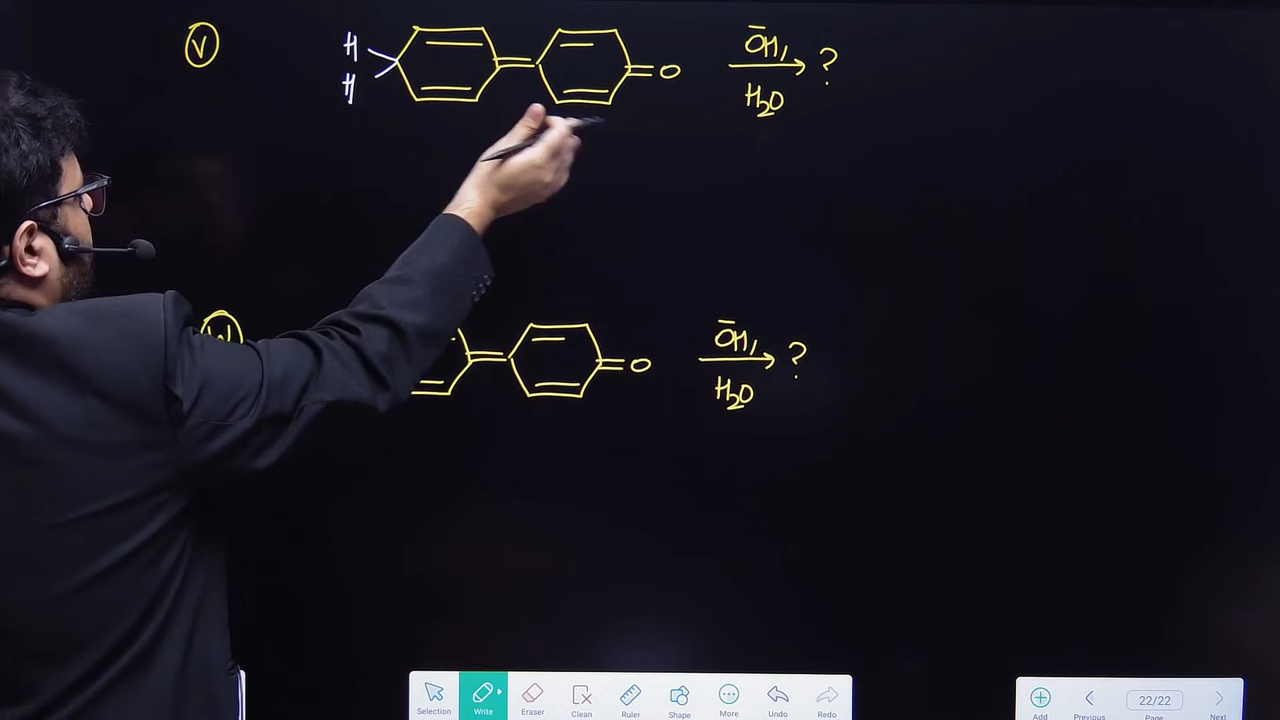 V H H =O ŌH, H₂O ?
=O ŌH, H₂O ?
Selection Write Eraser Clean Ruler Shape More Undo Redo
Add Previous 22/22 Page Next